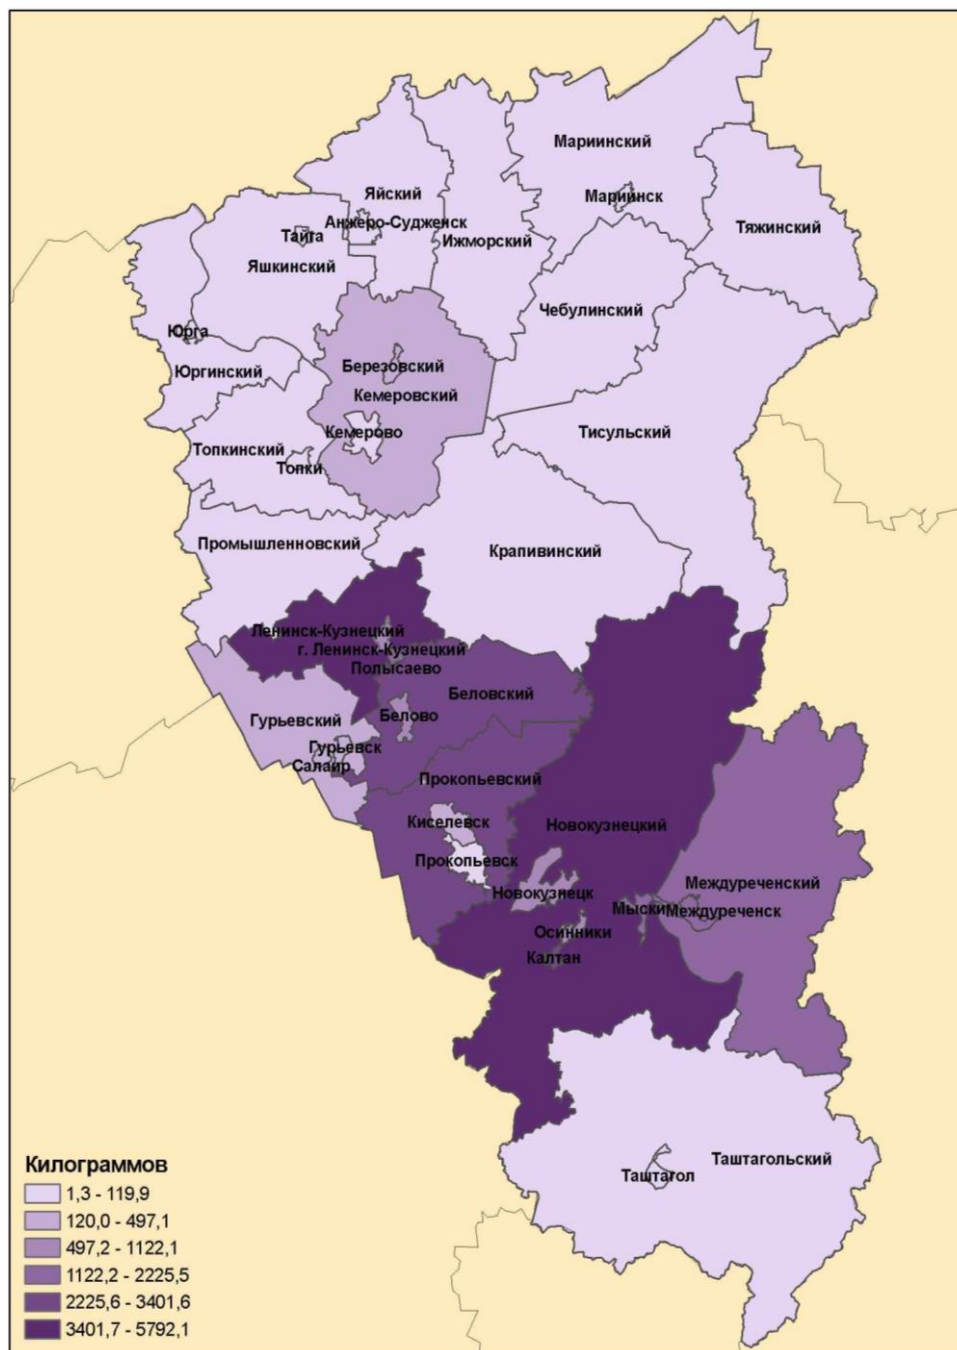 Мариинский
Мариинск
Яйский
Анжеро-Судженск
Тяжинский
Тайга
Ижморский
Яшкинский
Чебулинский
Юрга
Березовский
Юргинский
Кемеровский
Кемерово
Тисульский
Топкинский
Топки
Промышленновский
Крапивинский
Ленинск-Кузнецкий
г. Ленинск-Кузнецкий
Полысаево
Беловский
Белово
Гурьевский
Гурьевск
Салаир
Прокопьевский
Киселевск
Новокузнецкий
Прокопьевск
Междуреченский
Новокузнецк
Мыски
Междуреченск
Осинники
Калтан
Таштагольский
Таштагол
Килограммов
1,3 - 119,9
120,0 - 497,1
497,2 - 1122,1
1122,2 - 2225,5
2225,6 - 3401,6
3401,7 - 5792,1